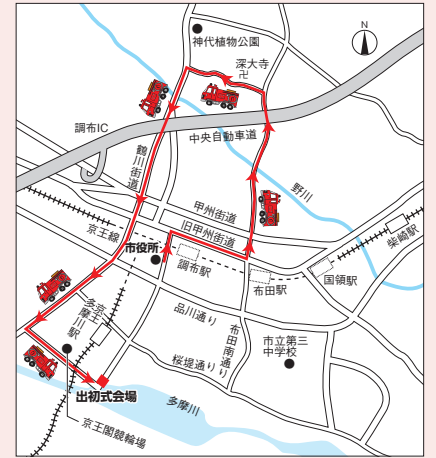 神代植物公園
N
深大寺
卍
調布IC
中央自動車道
鶴川街道
野川
甲州街道
旧甲州街道
京王線
市役所
調布駅
布田駅
国領駅
柴崎駅
品川通り
布田南通り
京王
多摩川駅
桜堤通り
市立第三
中学校
出初式会場
多摩川
京王閣競輪場